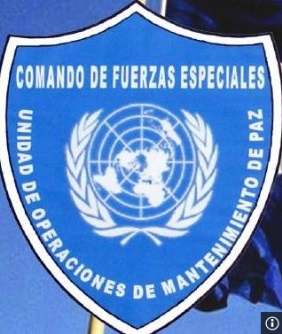 COMANDO DE FUERZAS ESPECIALES
UNIDAD DE OPERACIONES DE MANTENIMIENTO DE PAZ